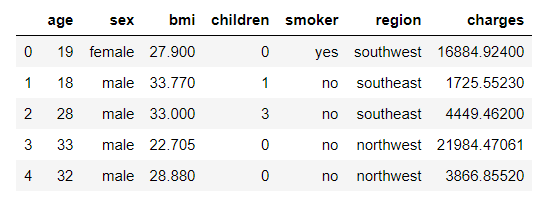 age sex bmi children smoker region charges
0 19 female 27.900 0 yes southwest 16884.92400
1 18 male 33.770 1 no southeast 1725.55230
2 28 male 33.000 3 no southeast 4449.46200
3 33 male 22.705 0 no northwest 21984.47061
4 32 male 28.880 0 no northwest 3866.85520